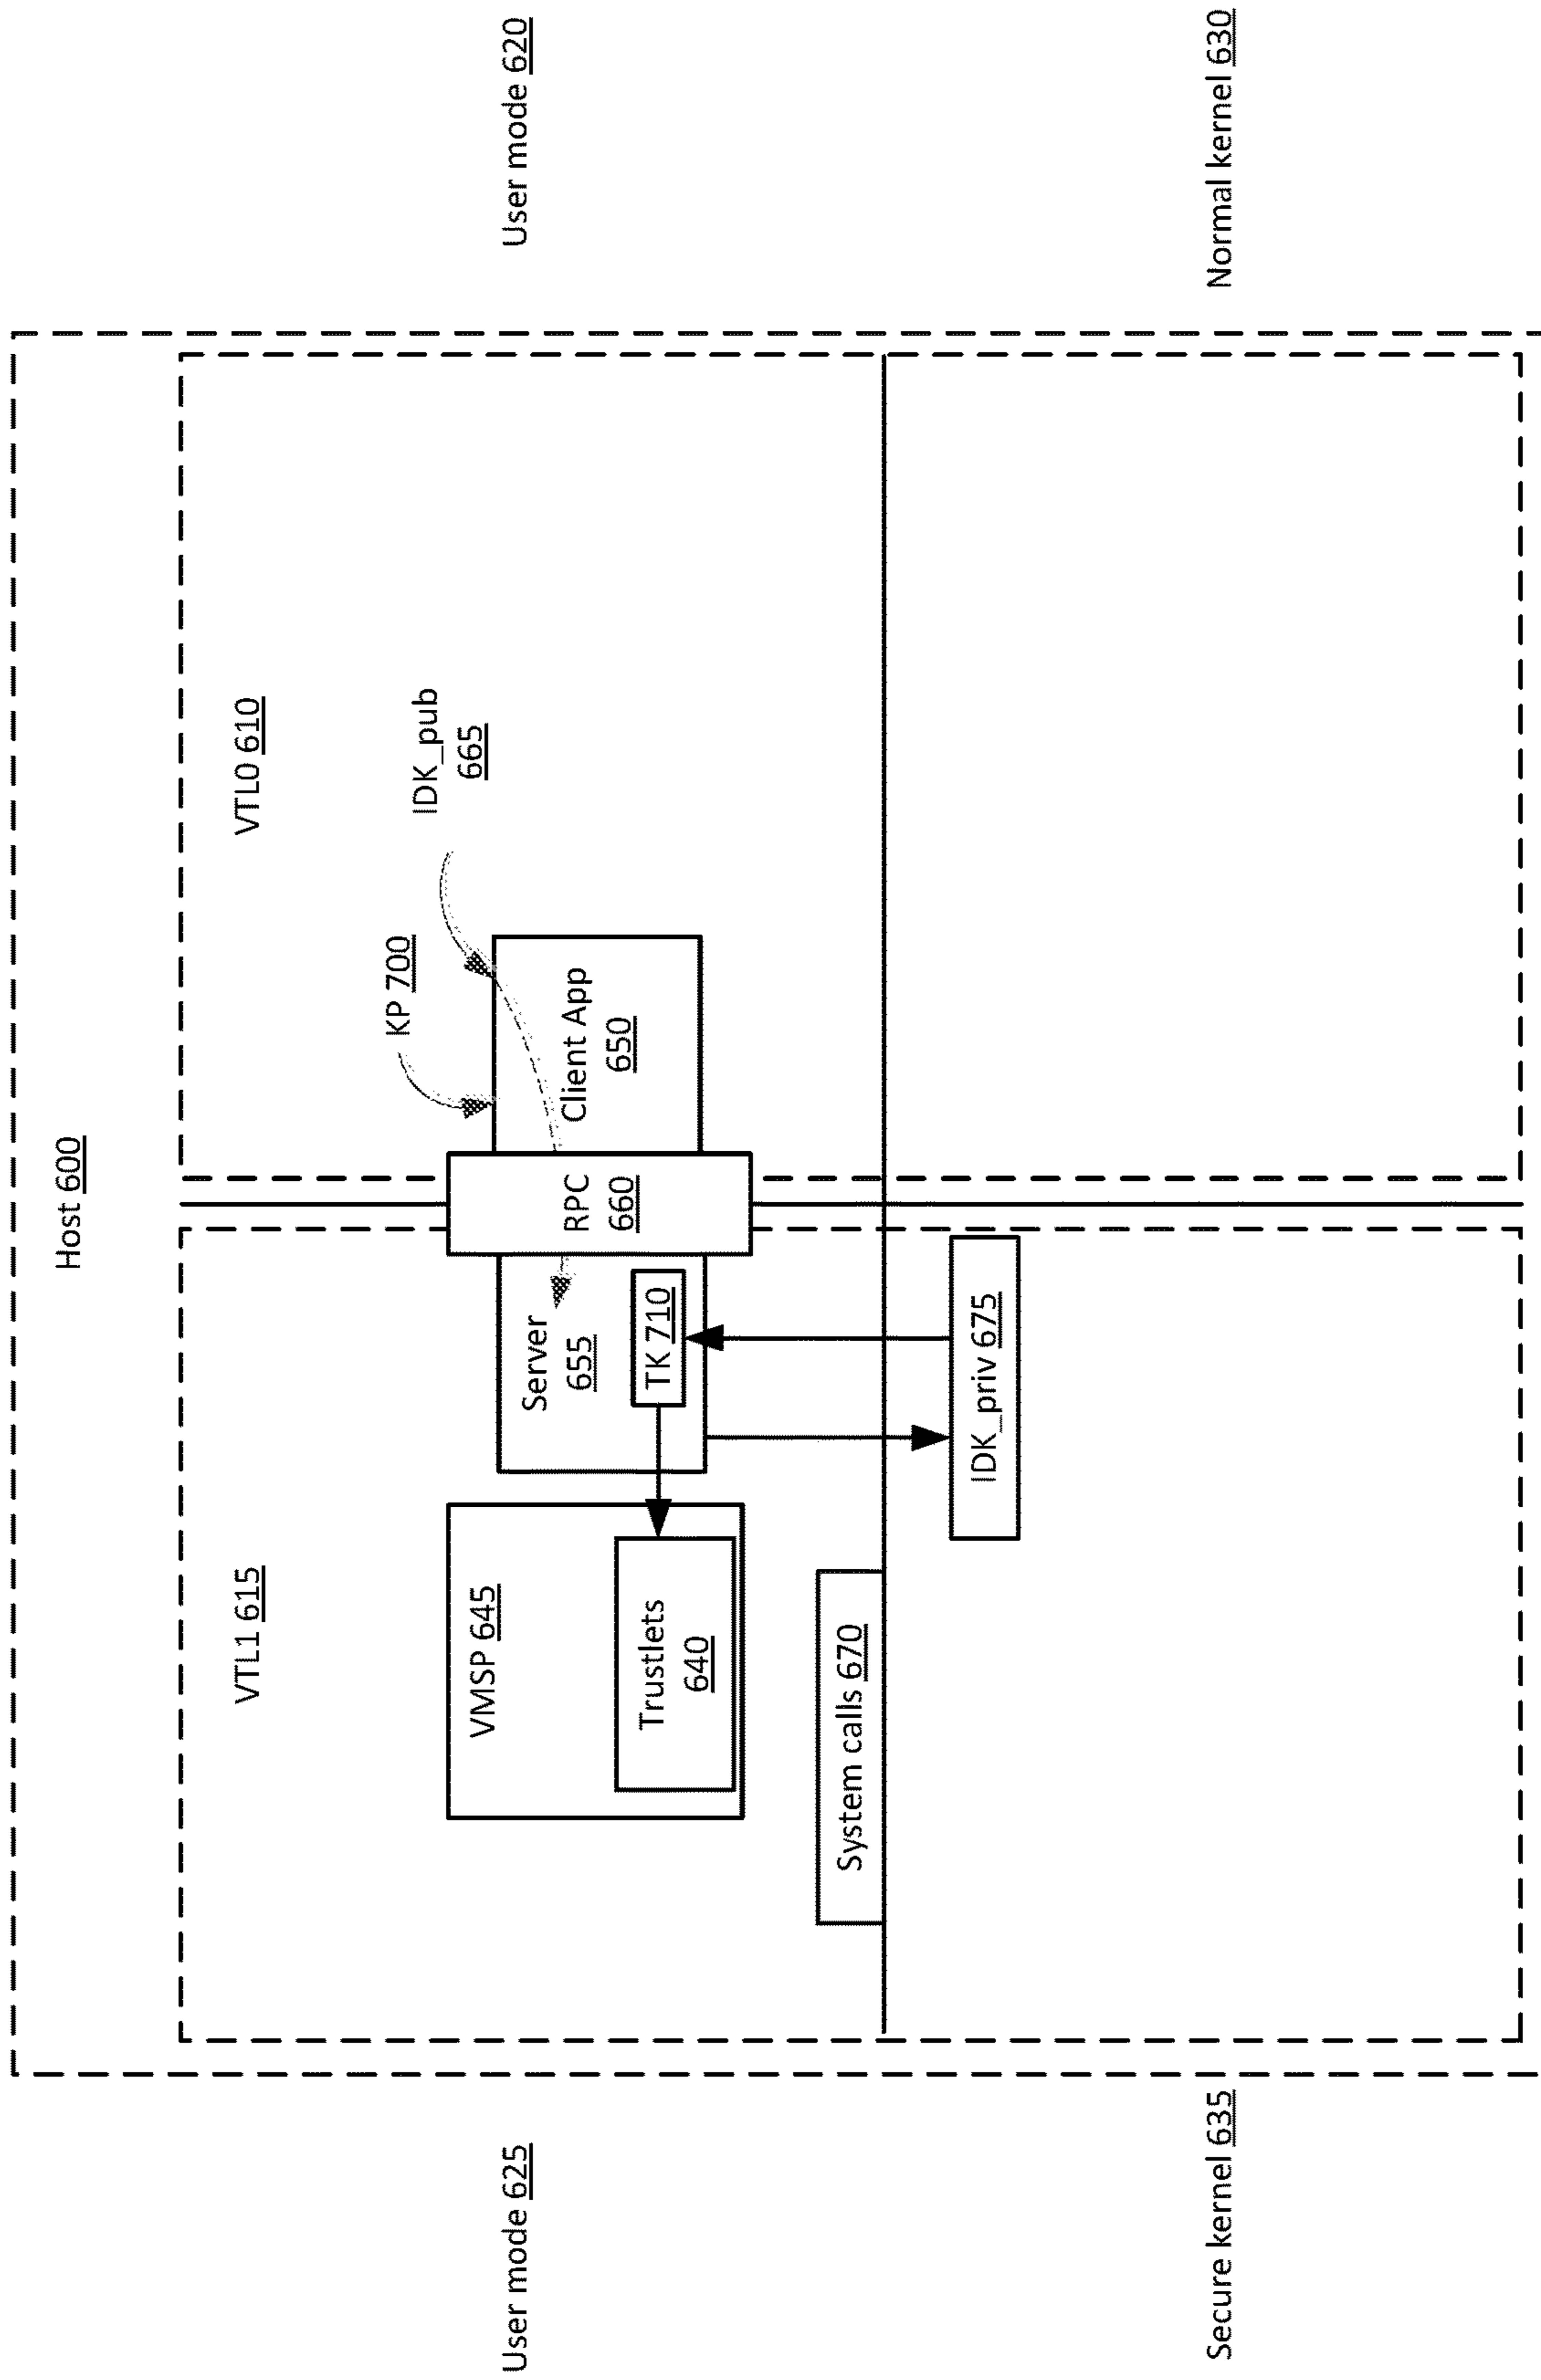 Host 600
VTL1 615
VTL0 610
User mode 625
User mode 620
VMSP 645
Trustlets
640
Server
655
TK 710
RPC
660
Client App
650
KP 700
IDK_pub
665
System calls 670
IDK_priv 675
Secure kernel 635
Normal kernel 630